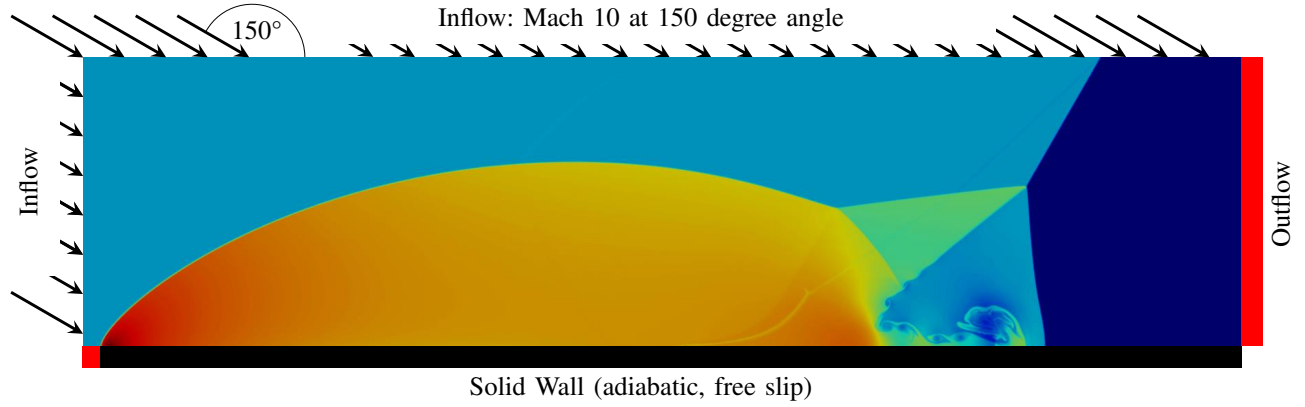 Inflow: Mach 10 at 150 degree angle
150°
Inflow
Outflow
Solid Wall (adiabatic, free slip)